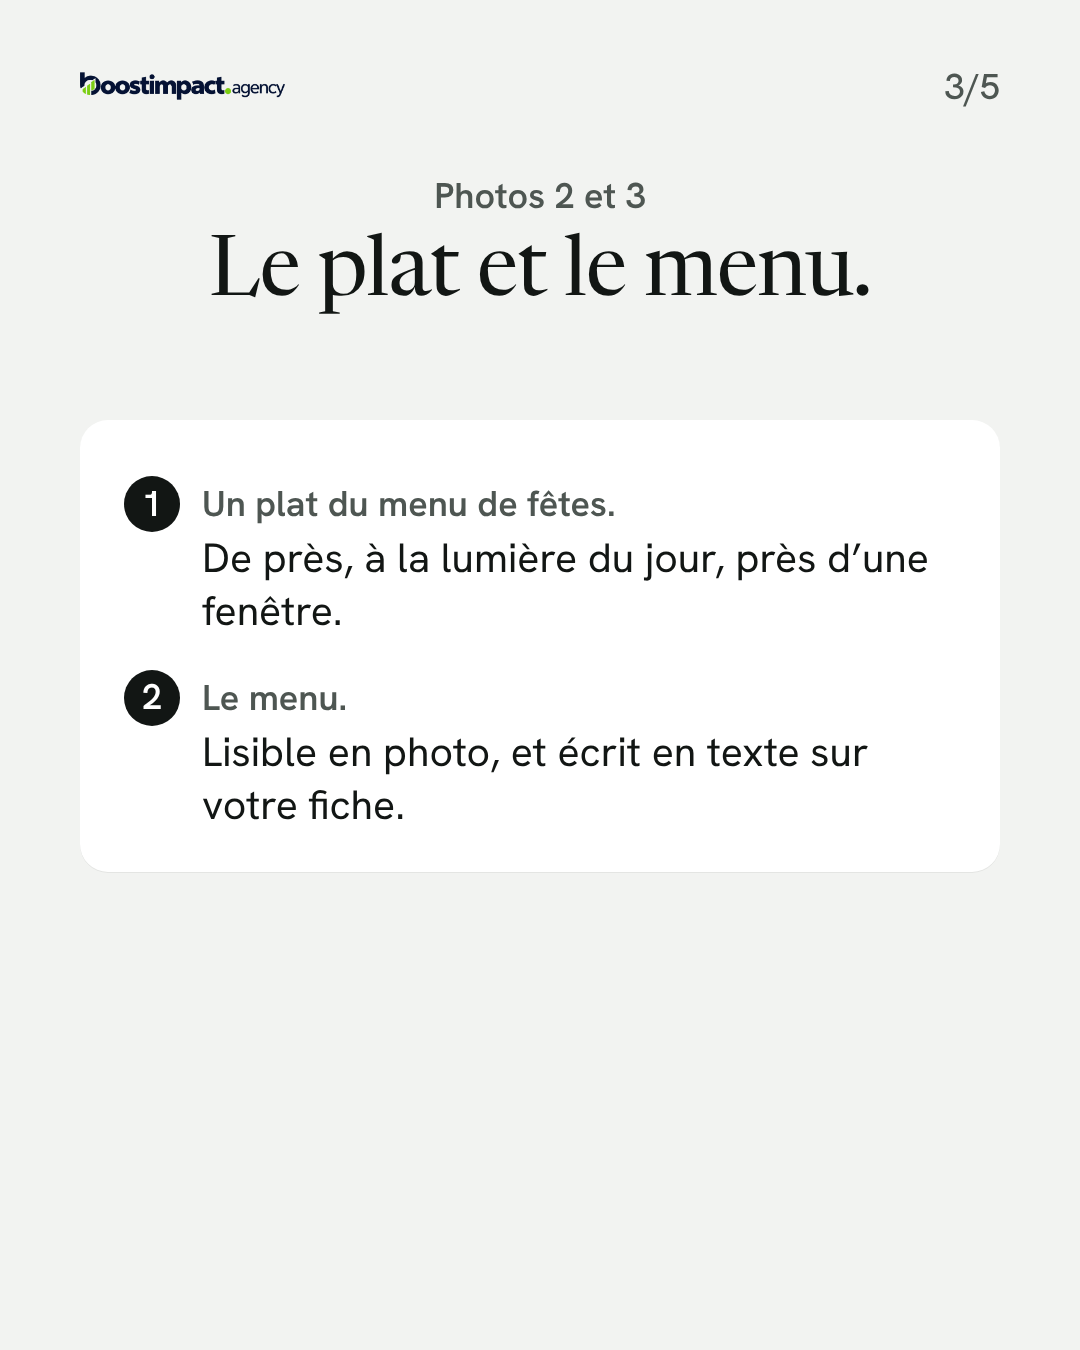 boostimpact.agency
3/5
Photos 2 et 3
Le plat et le menu.
1 Un plat du menu de fêtes.
De près, à la lumière du jour, près d’une
fenêtre.
2 Le menu.
Lisible en photo, et écrit en texte sur
votre fiche.